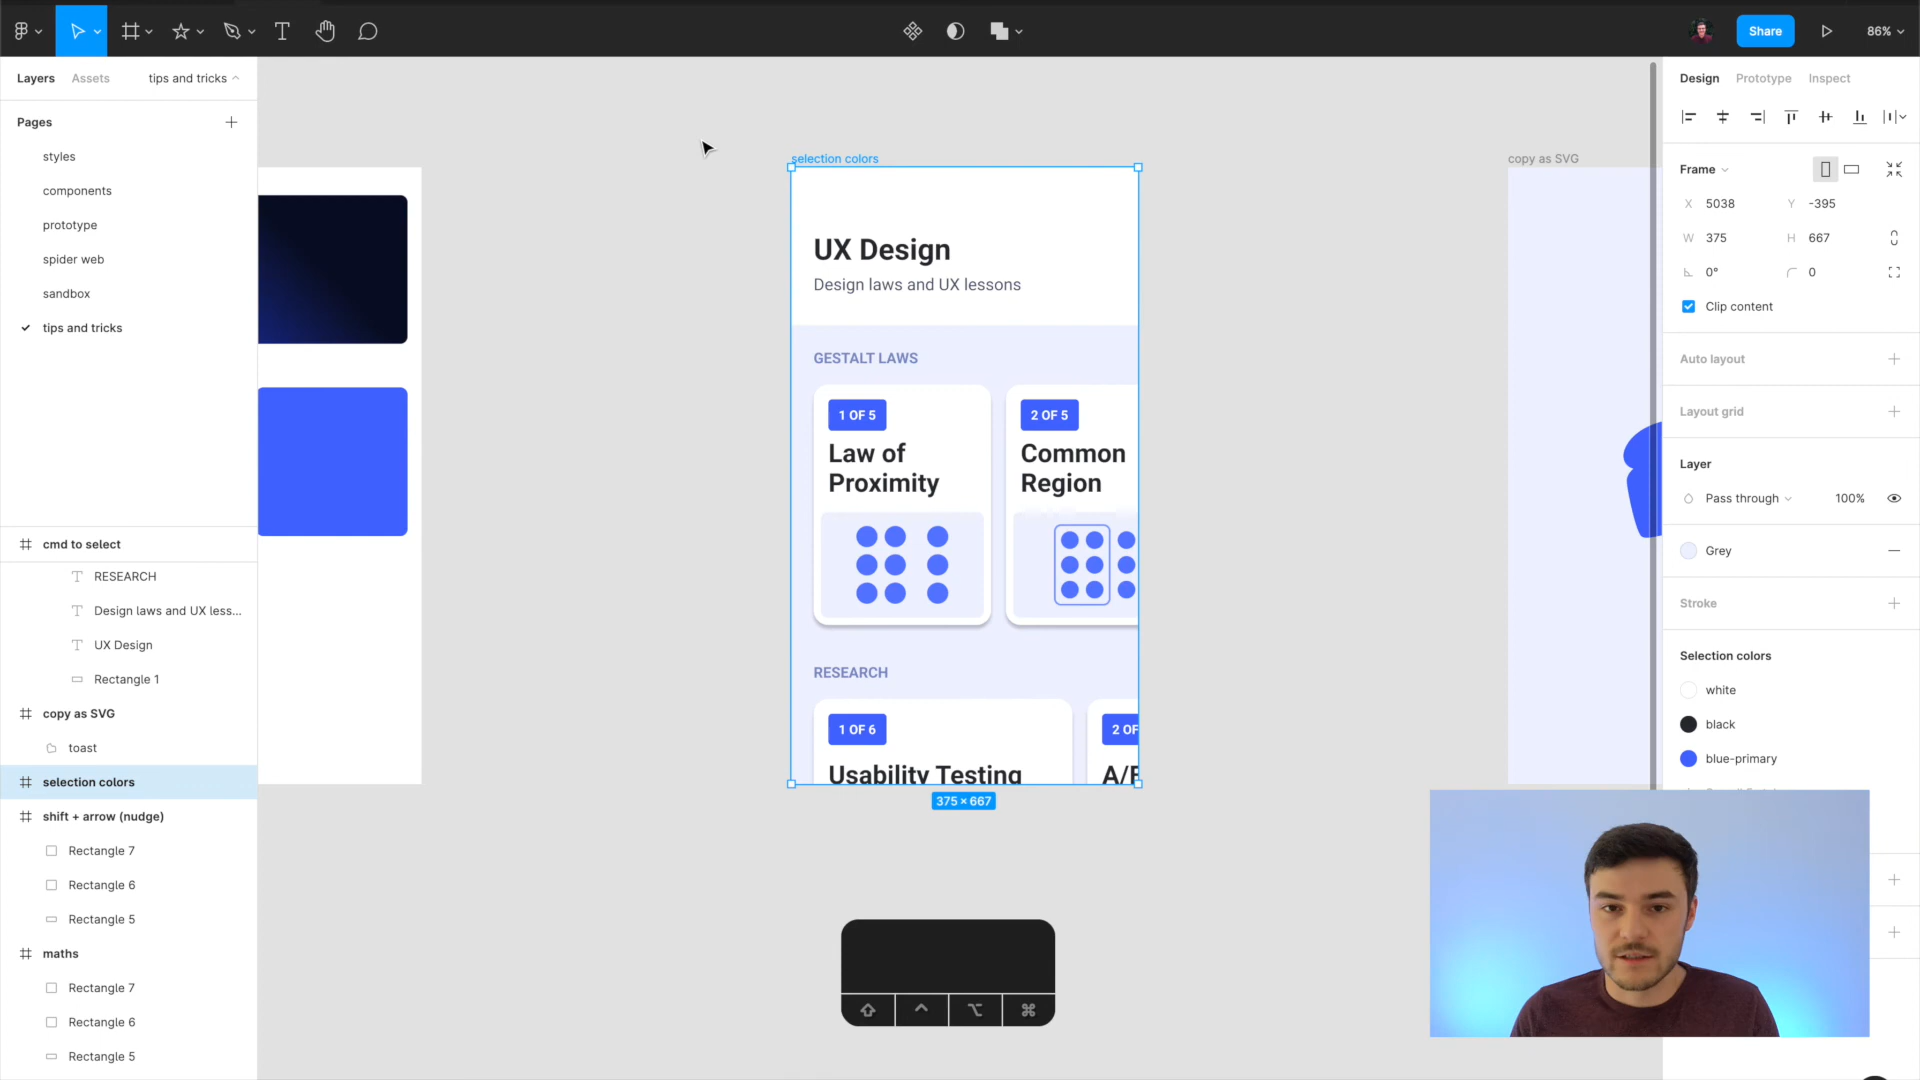 Share
86%
Layers
Assets
tips and tricks
Pages
styles
components
prototype
spider web
sandbox
tips and tricks
cmd to select
RESEARCH
Design laws and UX less...
UX Design
Rectangle 1
copy as SVG
toast
selection colors
shift + arrow (nudge)
Rectangle 7
Rectangle 6
Rectangle 5
maths
Rectangle 7
Rectangle 6
Rectangle 5
selection colors
UX Design
Design laws and UX lessons
GESTALT LAWS
1 OF 5
Law of
Proximity
2 OF 5
Common
Region
RESEARCH
1 OF 6
Usability Testing
2 OF
A/B
375 × 667
copy as SVG
Design
Prototype
Inspect
Frame
X 5038
Y -395
W 375
H 667
0°
0
Clip content
Auto layout
Layout grid
Layer
Pass through
100%
Grey
Stroke
Selection colors
white
black
blue-primary